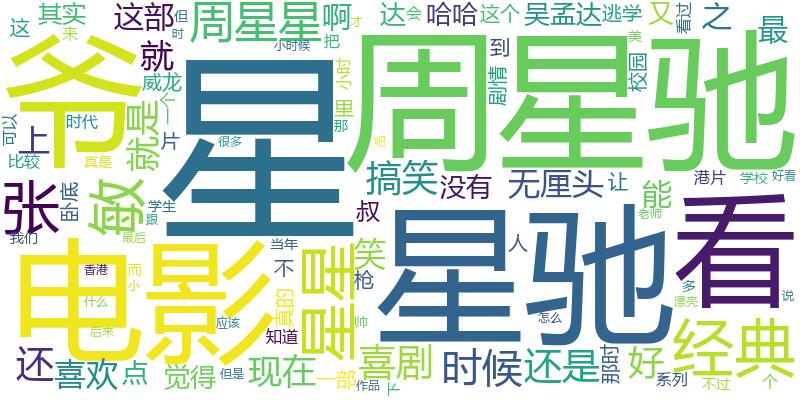 这部 但 啊 达 会 哈哈 这个 吴孟达 逃学 又 看过 之 最
这 其实 来 就 时 周星星 小时候 把 才
爷 星 周星驰 到 剧情 小时 美 校园
可以 上 时代 威龙 一个 就是 里 那
比较 片 真是 很多 吧
张 卧底 敏 学生 跟 搞笑 没有 无厘头 让 能 港片 学校 好看
我们 最后 叔 老师
电影 当年 不 星星 笑 枪 星驰 人 看
香港 而 小 真的 多 漂亮 说
什么 后来 应该 知道 帅 怎么
还 喜欢 点 觉得 但是 现在 一部 作品 喜剧 下 时候 还是 那时 好 系列 经典 不过 个